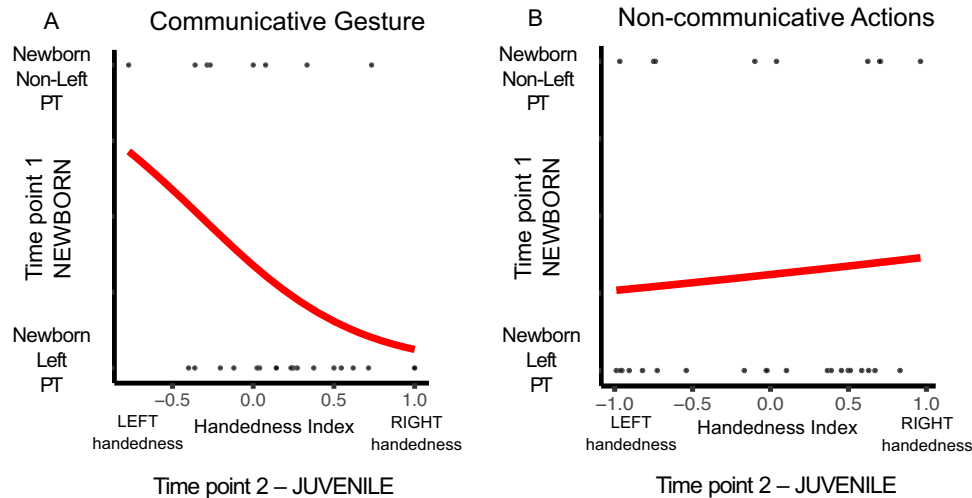 A
Communicative Gesture
Newborn
Non-Left
PT
Time point 1
NEWBORN
Newborn
Left
PT
−0.5
0.0
0.5
1.0
LEFT
handedness
Handedness Index
RIGHT
handedness
Time point 2 – JUVENILE
B
Non-communicative Actions
Newborn
Non-Left
PT
Time point 1
NEWBORN
Newborn
Left
PT
−1.0
−0.5
0.0
0.5
1.0
LEFT
handedness
Handedness Index
RIGHT
handedness
Time point 2 – JUVENILE